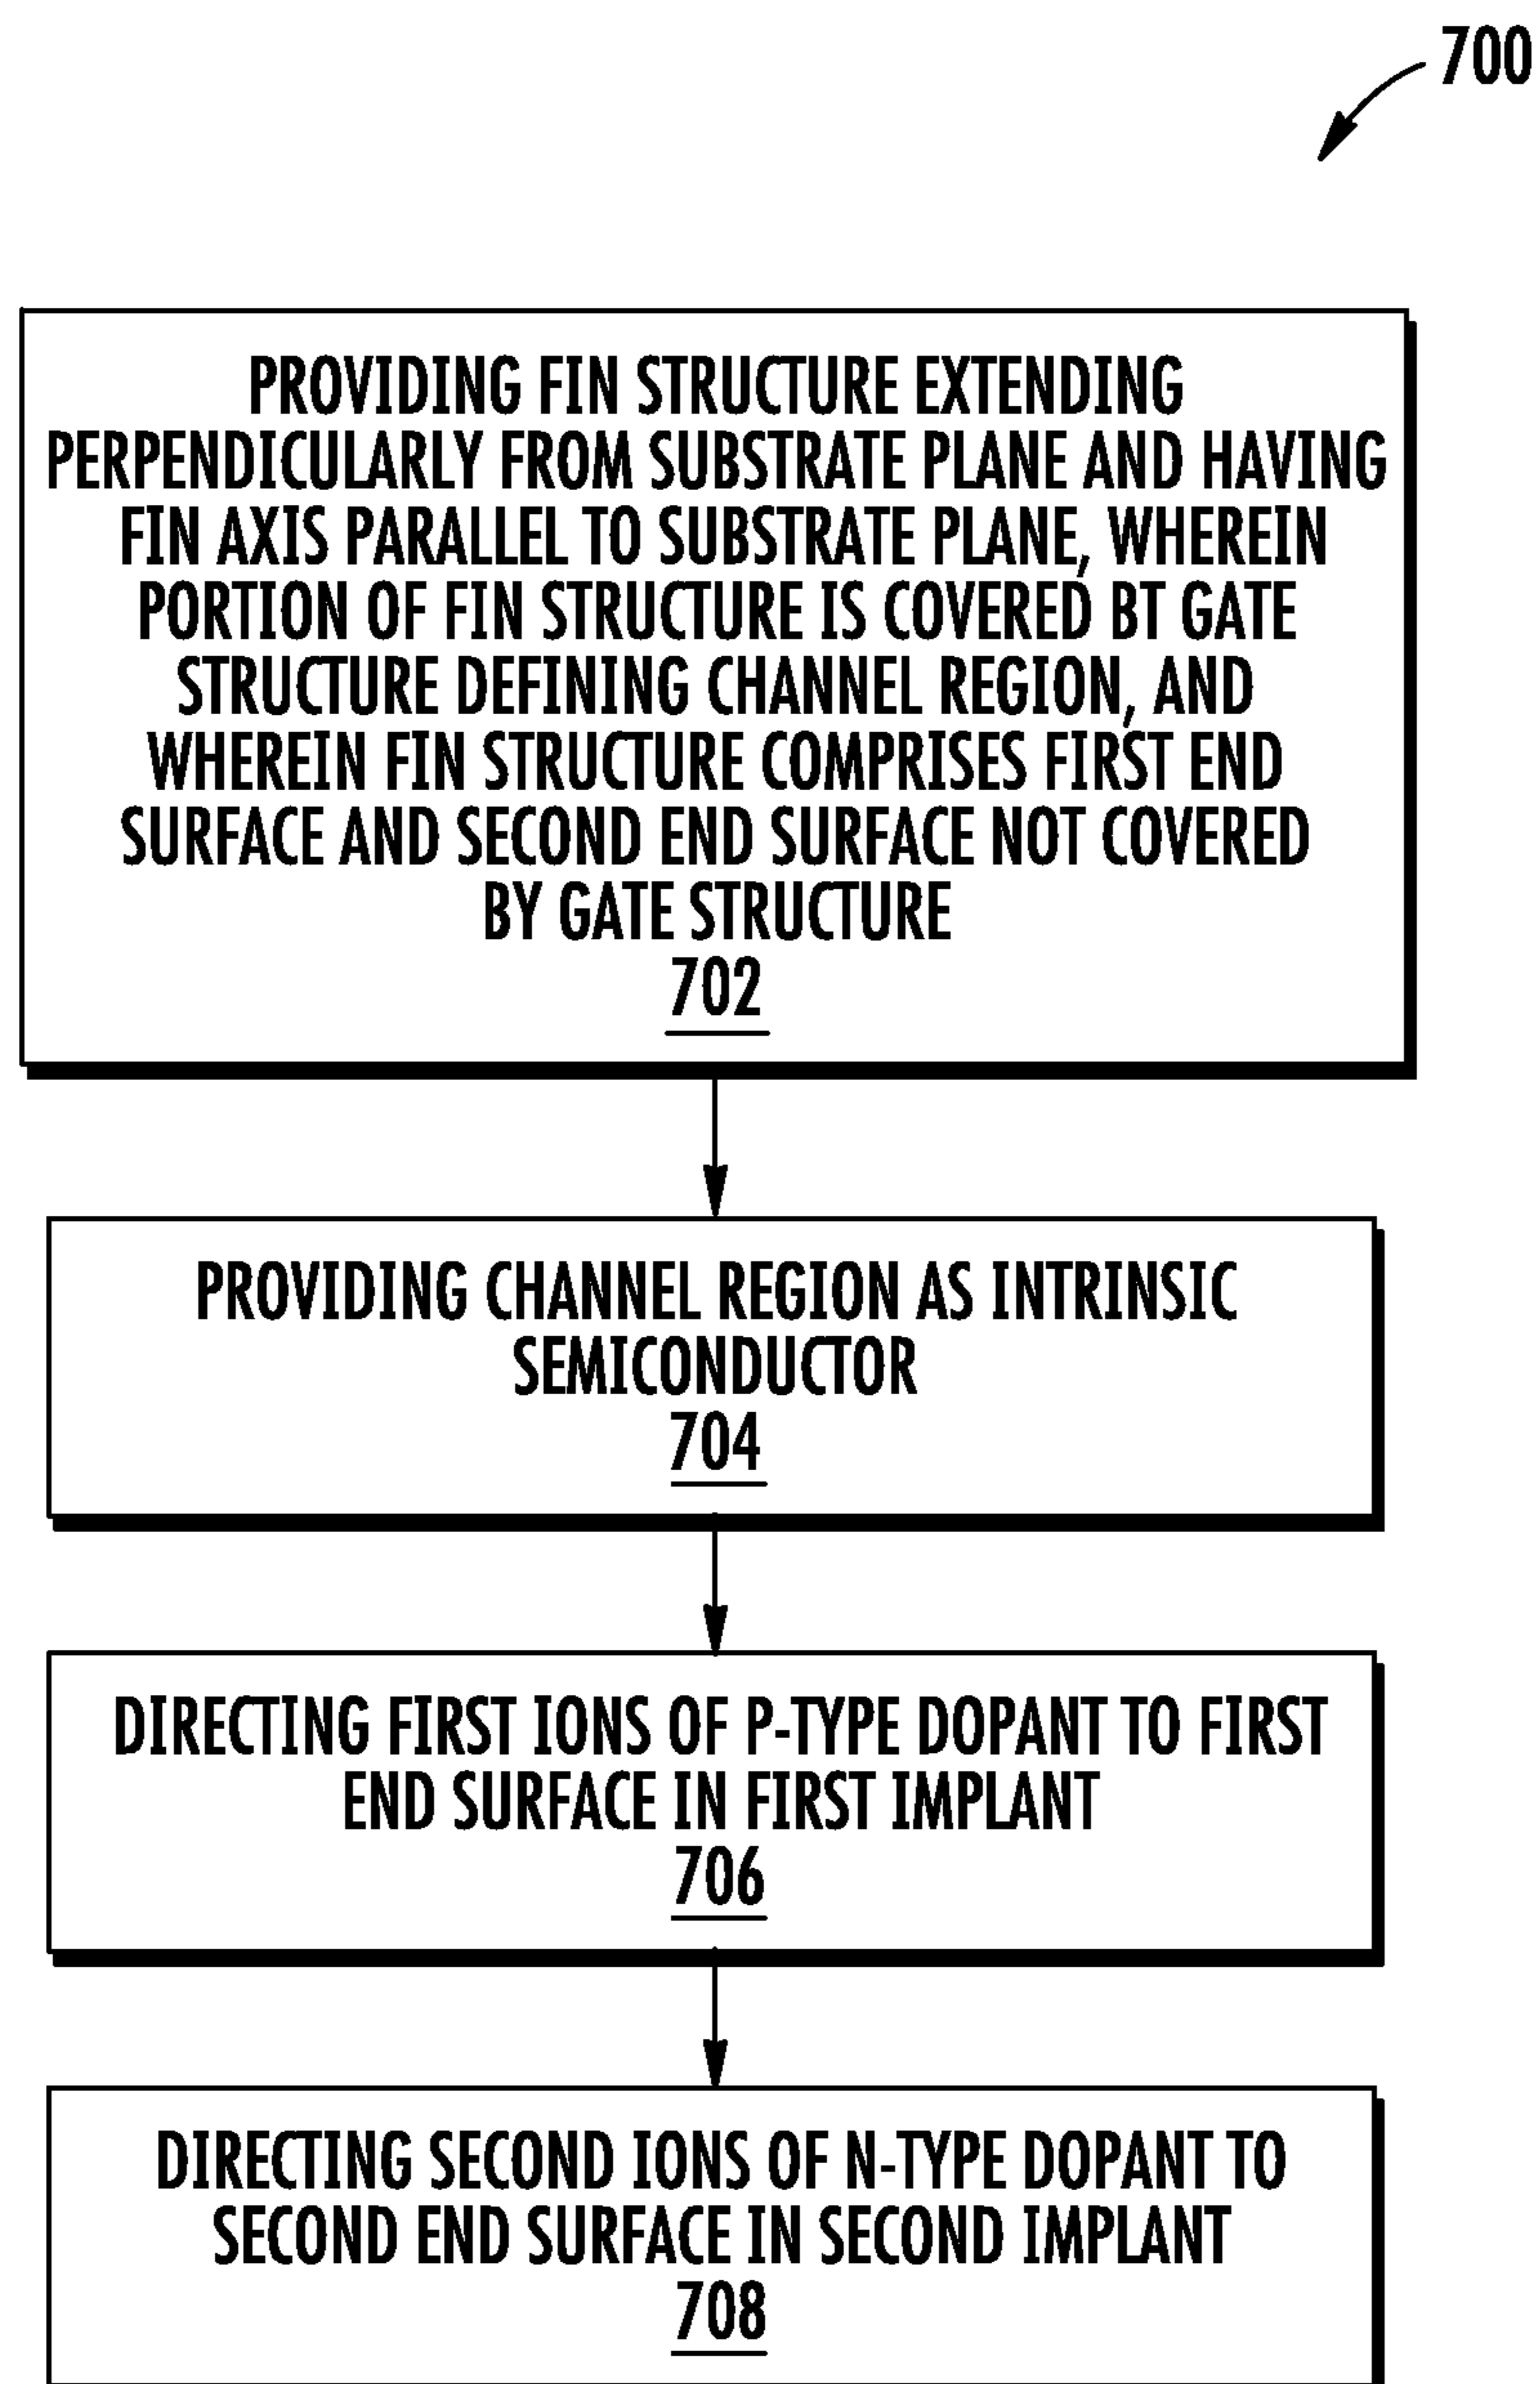 700
PROVIDING FIN STRUCTURE EXTENDING
PERPENDICULARLY FROM SUBSTRATE PLANE AND HAVING
FIN AXIS PARALLEL TO SUBSTRATE PLANE, WHEREIN
PORTION OF FIN STRUCTURE IS COVERED BT GATE
STRUCTURE DEFINING CHANNEL REGION, AND
WHEREIN FIN STRUCTURE COMPRISES FIRST END
SURFACE AND SECOND END SURFACE NOT COVERED
BY GATE STRUCTURE
702
PROVIDING CHANNEL REGION AS INTRINSIC
SEMICONDUCTOR
704
DIRECTING FIRST IONS OF P-TYPE DOPANT TO FIRST
END SURFACE IN FIRST IMPLANT
706
DIRECTING SECOND IONS OF N-TYPE DOPANT TO
SECOND END SURFACE IN SECOND IMPLANT
708